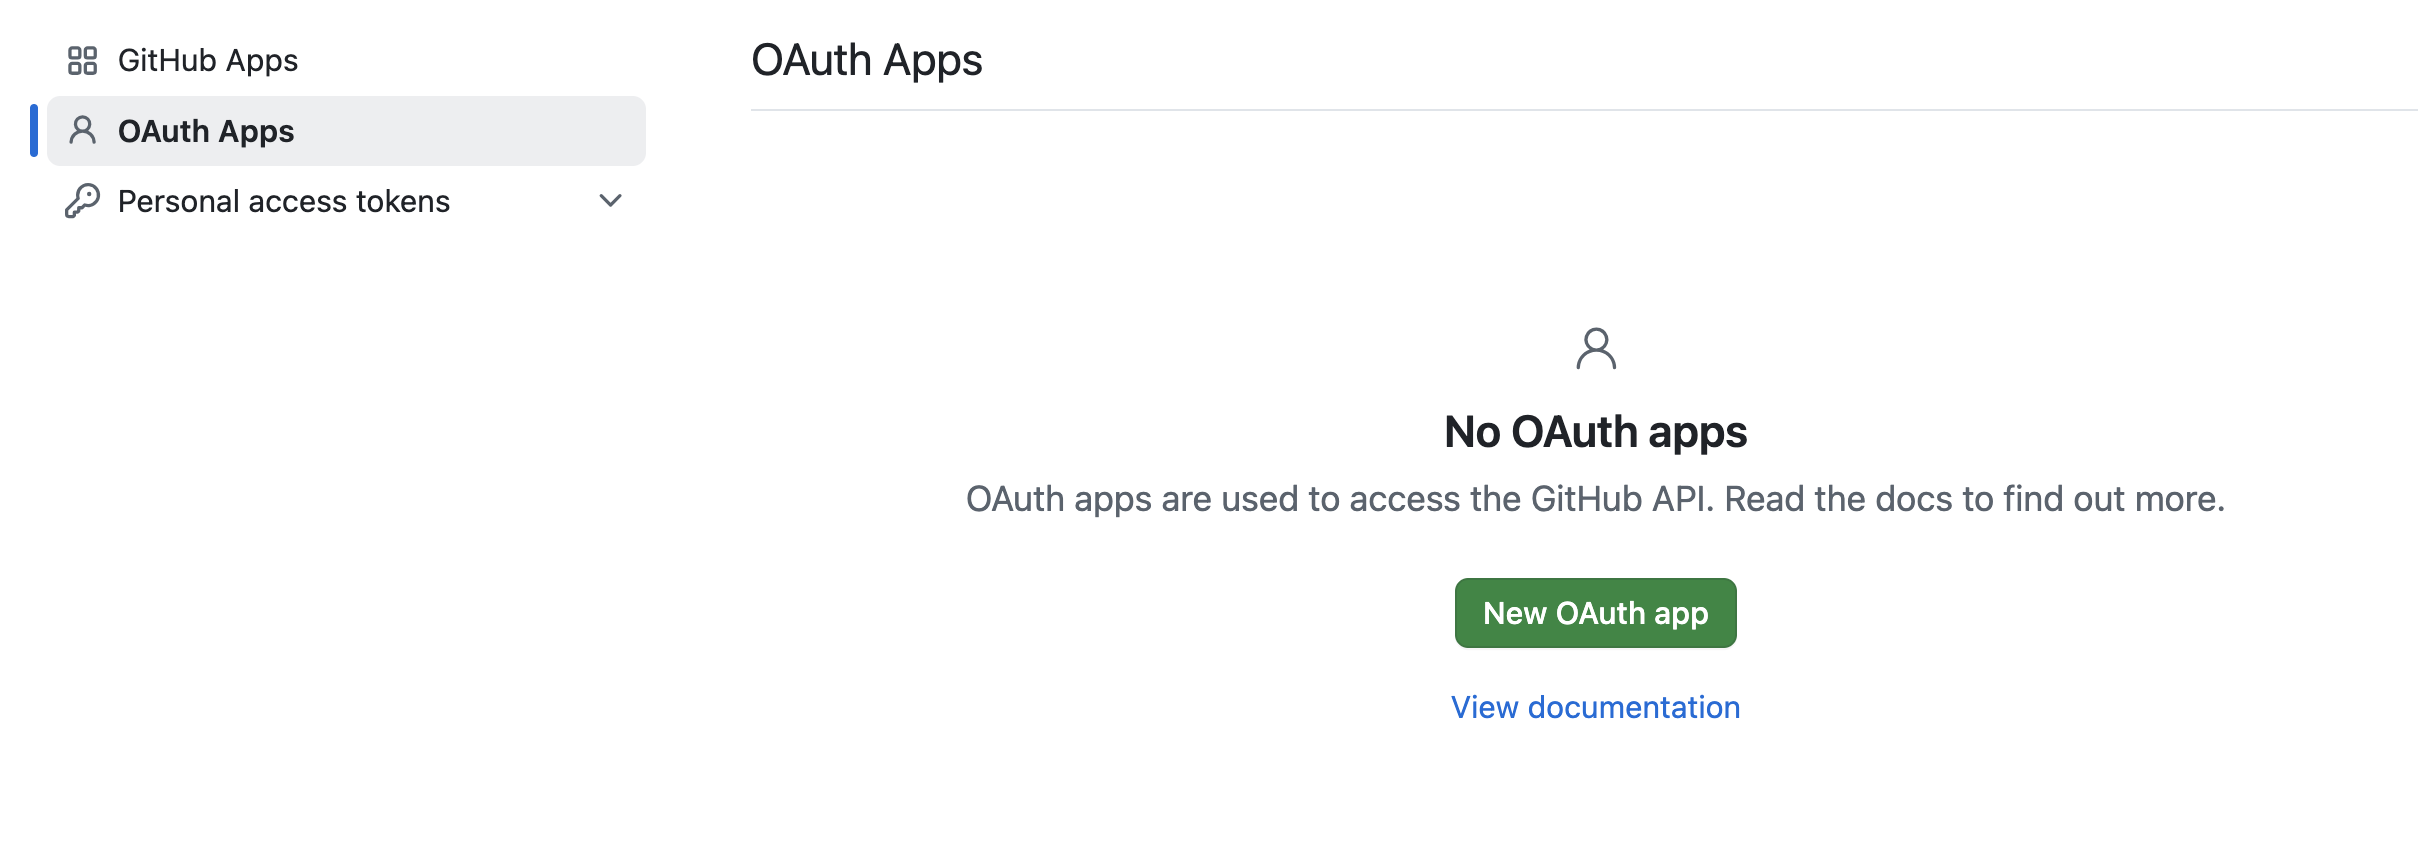 GitHub Apps
OAuth Apps
Personal access tokens
OAuth Apps
No OAuth apps
OAuth apps are used to access the GitHub API. Read the docs to find out more.
New OAuth app
View documentation